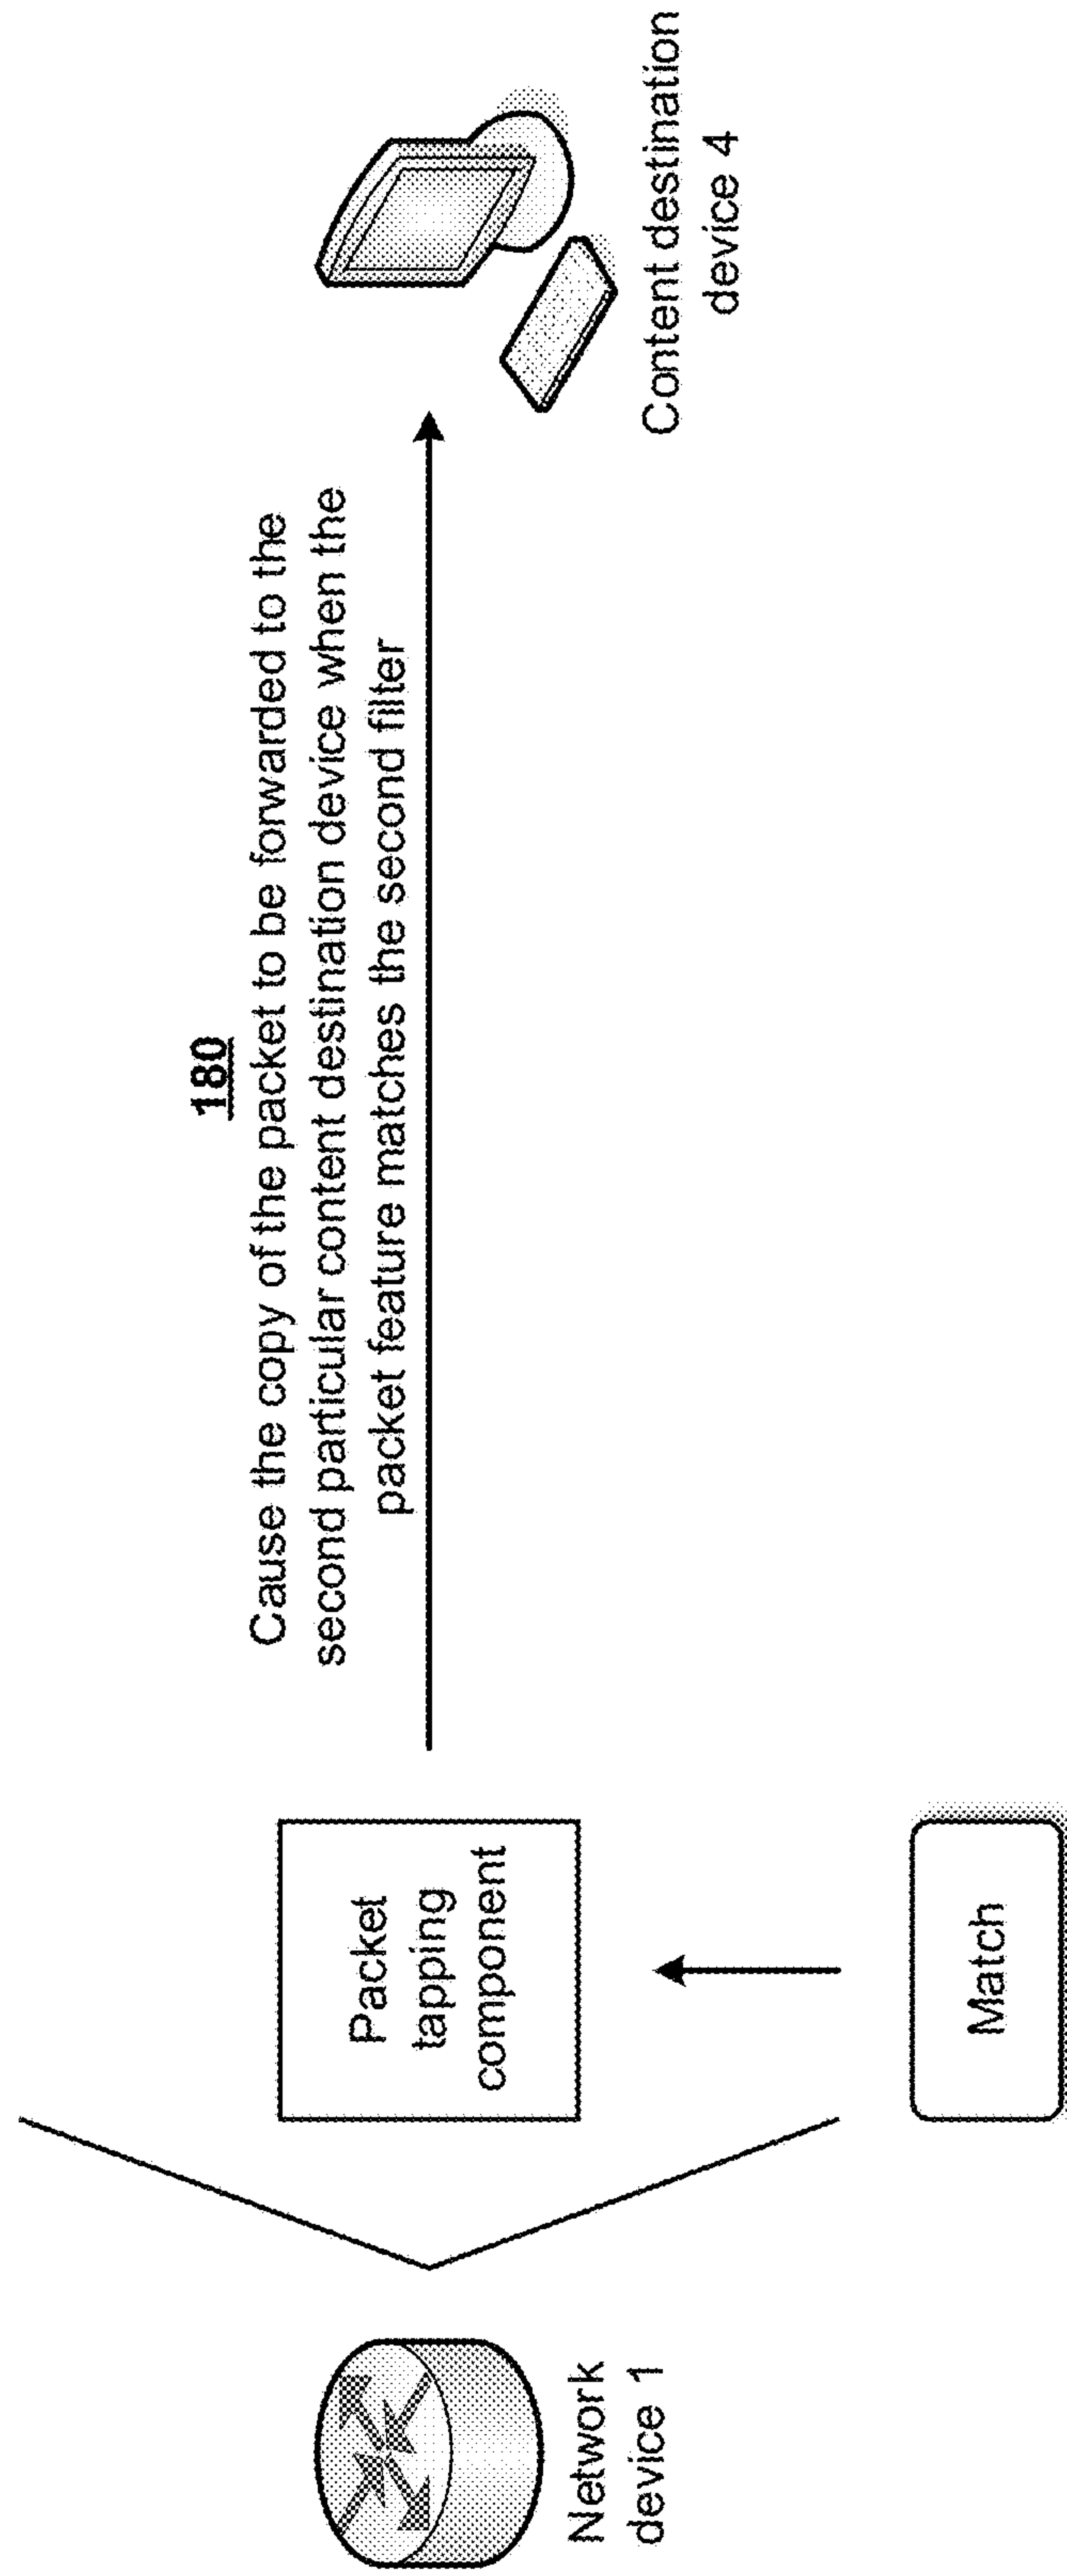 180
Cause the copy of the packet to be forwarded to the
second particular content destination device when the
packet feature matches the second filter
Network
device 1
Packet
tapping
component
Match
Content destination
device 4